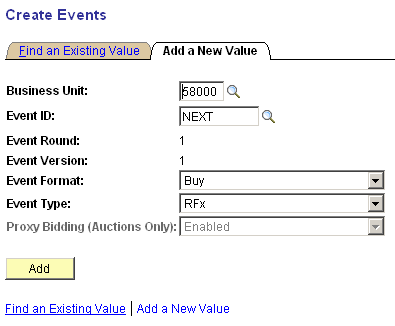 Create Events
Find an Existing Value Add a New Value
Business Unit: 58000
Event ID: NEXT
Event Round: 1
Event Version: 1
Event Format: Buy
Event Type: RFx
Proxy Bidding (Auctions Only): Enabled
Add
Find an Existing Value | Add a New Value